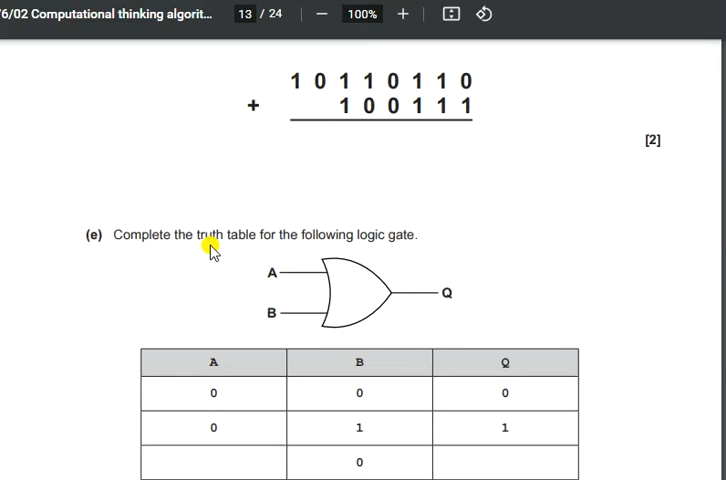 6/02 Computational thinking algorit... 13 / 24 100%
1 0 1 1 0 1 1 0
+ 1 0 0 1 1 1
[2]
(e) Complete the truth table for the following logic gate.
A
Q
B
A B Q
0 0 0
0 1 1
0